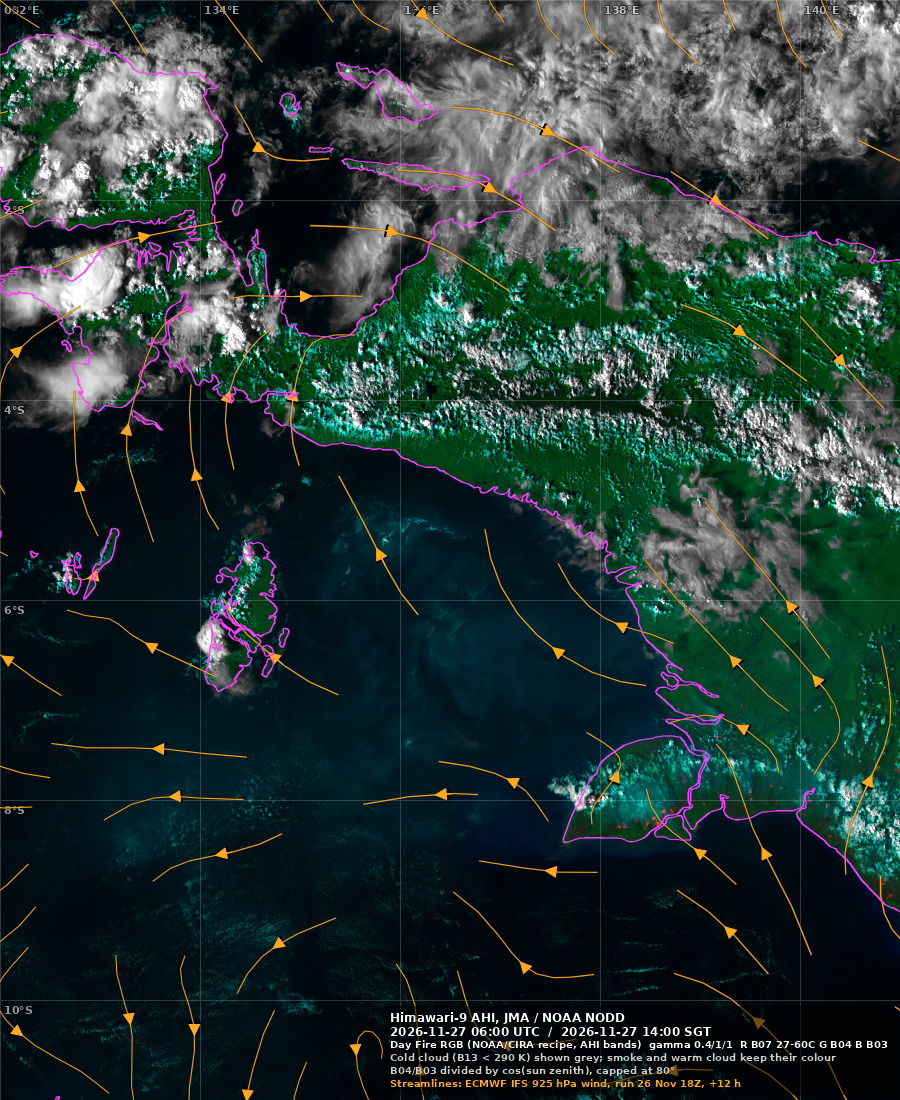 0°2°E 134°E 136°E 138°E 140°E
2°S
4°S
6°S
8°S
10°S
Himawari-9 AHI, JMA / NOAA NODD
2026-11-27 06:00 UTC / 2026-11-27 14:00 SGT
Day Fire RGB (NOAA/CIRA recipe, AHI bands) gamma 0.4/1/1 R B07 27-60C G B04 B B03
Cold cloud (B13 < 290 K) shown grey; smoke and warm cloud keep their colour
B04/B03 divided by cos(sun zenith), capped at 80°
Streamlines: ECMWF IFS 925 hPa wind, run 26 Nov 18Z, +12 h